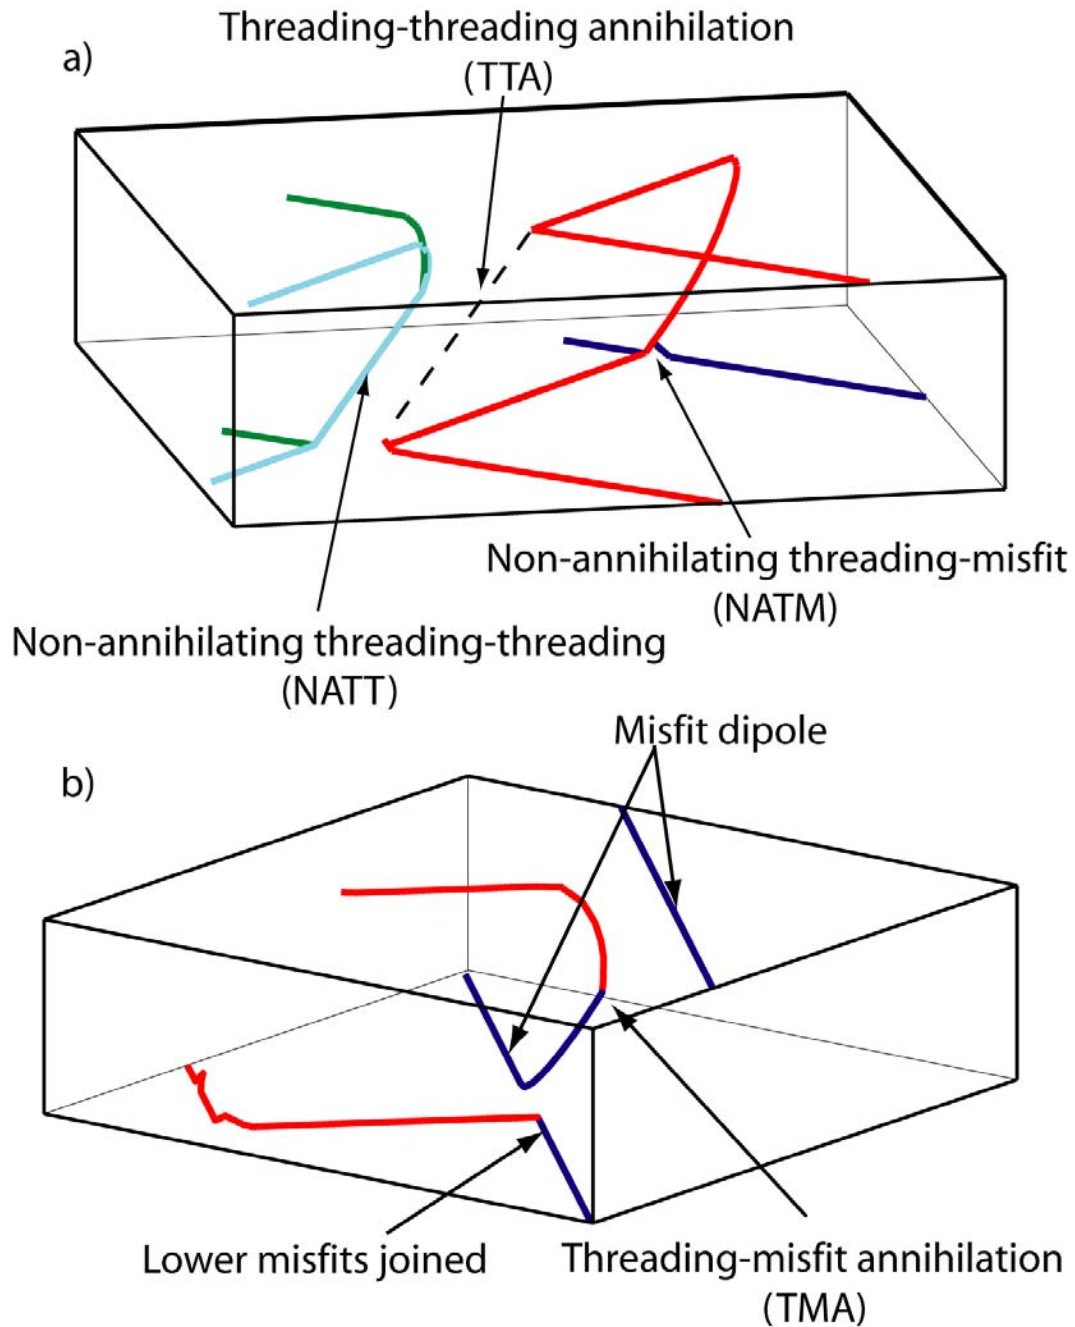 a)
Threading-threading annihilation
(TTA)
Non-annihilating threading-misfit
(NATM)
Non-annihilating threading-threading
(NATT)
b)
Misfit dipole
Lower misfits joined
Threading-misfit annihilation
(TMA)